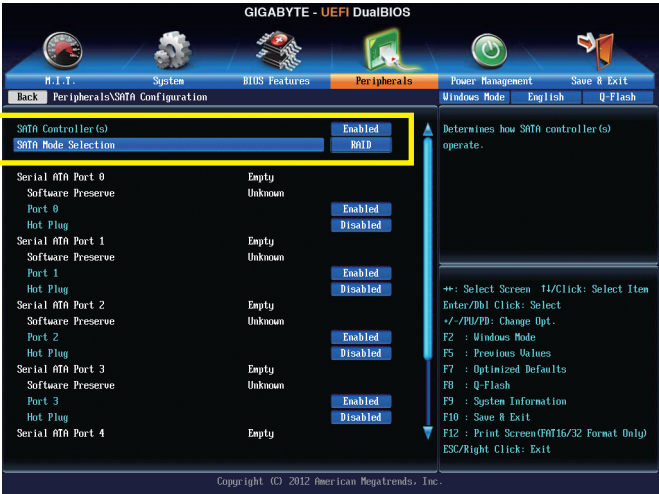 GIGABYTE - UEFI DualBIOS
M.I.T. System BIOS Features Peripherals Power Management Save & Exit
Back Peripherals\SATA Configuration Windows Mode English Q-Flash
SATA Controller(s) Enabled
SATA Mode Selection RAID
Serial ATA Port 0 Empty
Software Preserve Unknown
Port 0 Enabled
Hot Plug Disabled
Serial ATA Port 1 Empty
Software Preserve Unknown
Port 1 Enabled
Hot Plug Disabled
Serial ATA Port 2 Empty
Software Preserve Unknown
Port 2 Enabled
Hot Plug Disabled
Serial ATA Port 3 Empty
Software Preserve Unknown
Port 3 Enabled
Hot Plug Disabled
Serial ATA Port 4 Empty
Determines how SATA controller(s)
operate.
→←: Select Screen ↑↓/Click: Select Item
Enter/Dbl Click: Select
+/-/PU/PD: Change Opt.
F2 : Windows Mode
F5 : Previous Values
F7 : Optimized Defaults
F8 : Q-Flash
F9 : System Information
F10 : Save & Exit
F12 : Print Screen(FAT16/32 Format Only)
ESC/Right Click: Exit
Copyright (C) 2012 American Megatrends, Inc.